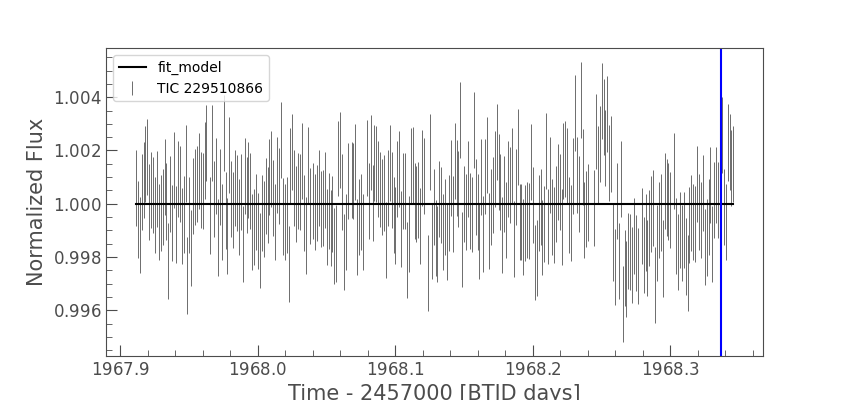 fit_model
TIC 229510866
1.004
1.002
1.000
0.998
0.996
Normalized Flux
1967.9 1968.0 1968.1 1968.2 1968.3
Time - 2457000 [BTJD days]